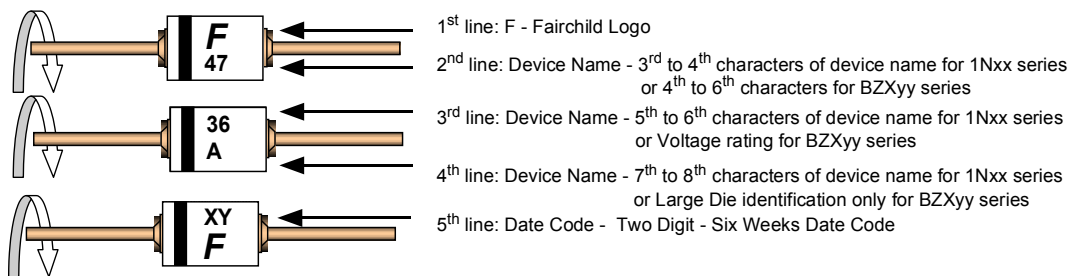 F
47
36
A
XY
F
1st line: F - Fairchild Logo
2nd line: Device Name - 3rd to 4th characters of device name for 1Nxx series
or 4th to 6th characters for BZXyy series
3rd line: Device Name - 5th to 6th characters of device name for 1Nxx series
or Voltage rating for BZXyy series
4th line: Device Name - 7th to 8th characters of device name for 1Nxx series
or Large Die identification only for BZXyy series
5th line: Date Code - Two Digit - Six Weeks Date Code